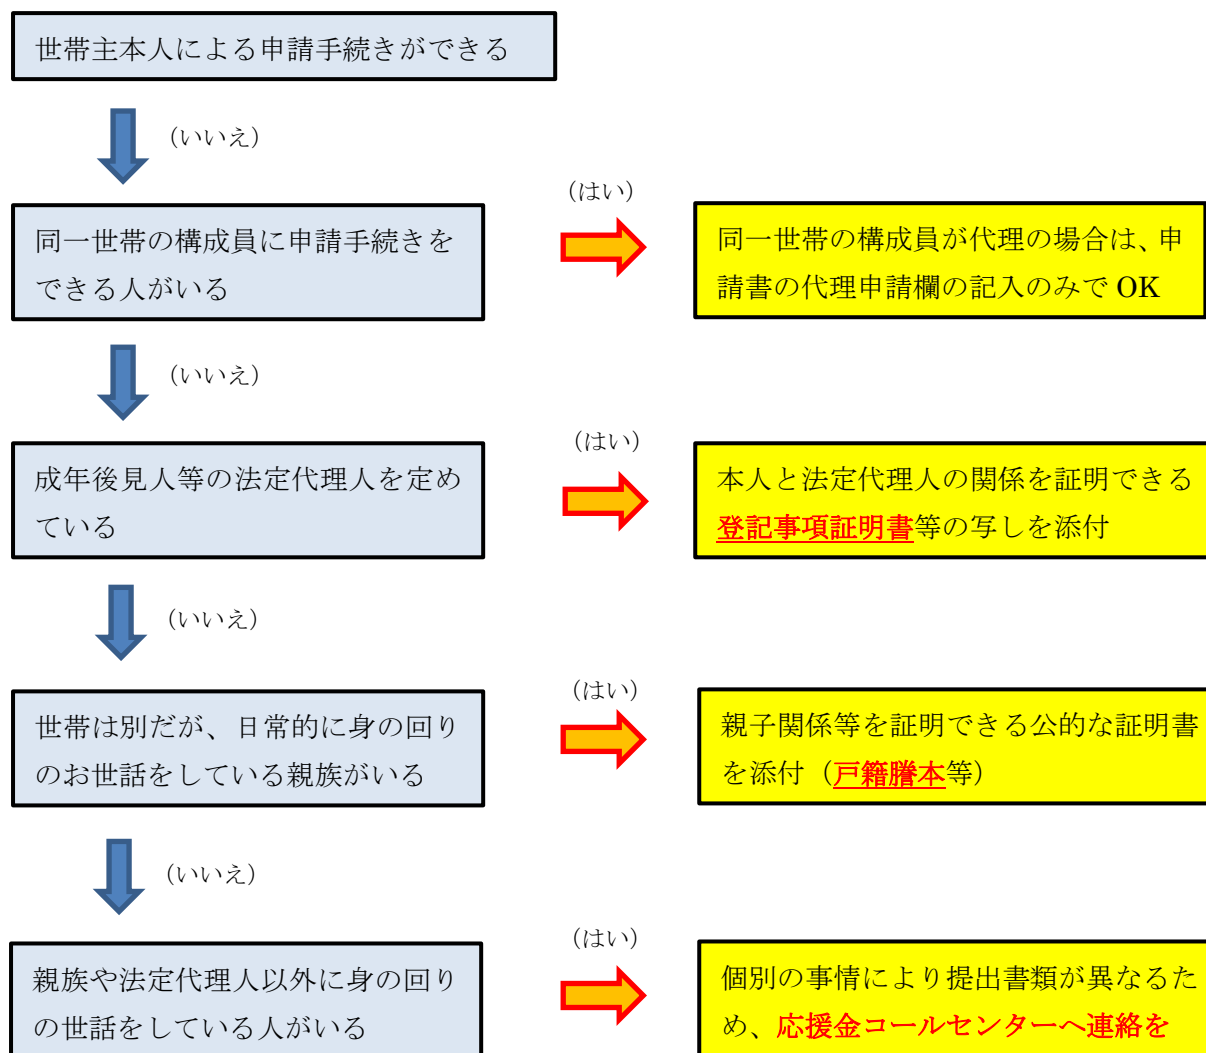 世帯主本人による申請手続きができる
(いいえ)
(はい)
同一世帯の構成員に申請手続きを
できる人がいる
同一世帯の構成員が代理の場合は、申
請書の代理申請欄の記入のみで OK
(いいえ)
(はい)
成年後見人等の法定代理人を定め
ている
本人と法定代理人の関係を証明できる
登記事項証明書等の写しを添付
(いいえ)
(はい)
世帯は別だが、日常的に身の回り
のお世話をしている親族がいる
親子関係等を証明できる公的な証明書
を添付（戸籍謄本等）
(いいえ)
(はい)
親族や法定代理人以外に身の回り
の世話をしている人がいる
個別の事情により提出書類が異なるた
め、応援金コールセンターへ連絡を